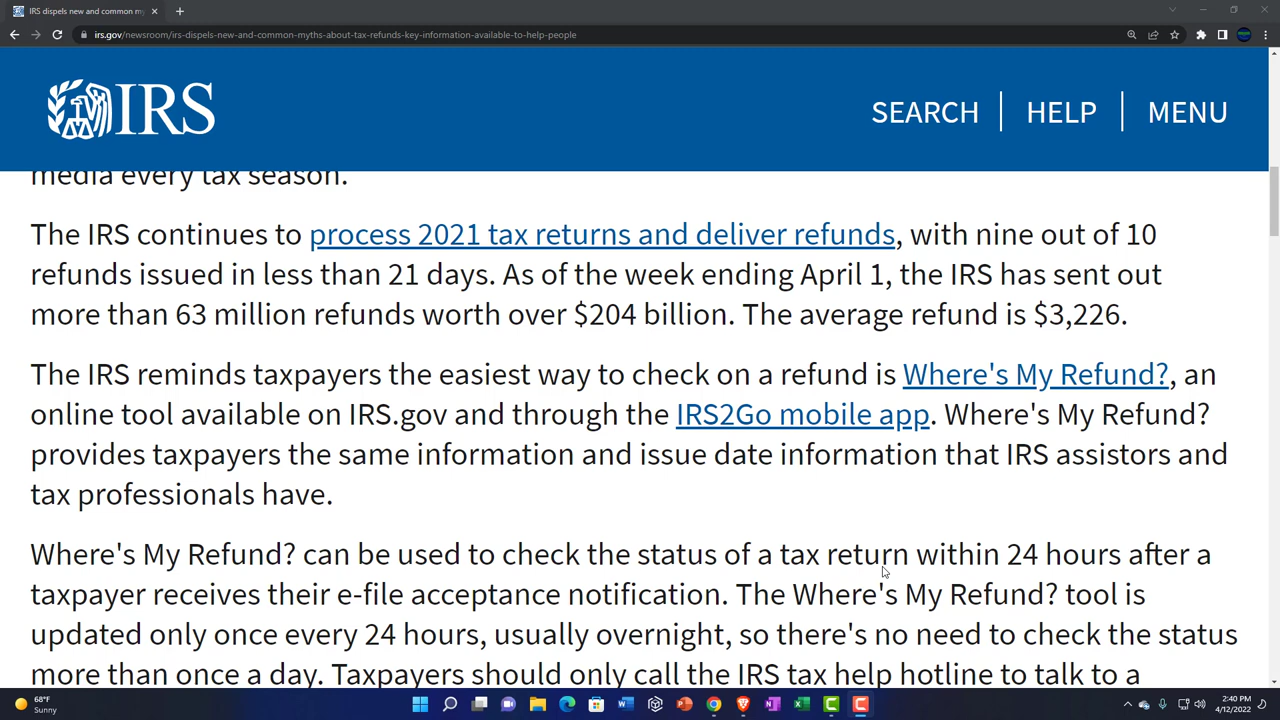 IRS dispels new and common my
irs.gov/newsroom/irs-dispels-new-and-common-myths-about-tax-refunds-key-information-available-to-help-people
IRS
SEARCH
HELP
MENU
media every tax season.
The IRS continues to process 2021 tax returns and deliver refunds, with nine out of 10
refunds issued in less than 21 days. As of the week ending April 1, the IRS has sent out
more than 63 million refunds worth over $204 billion. The average refund is $3,226.
The IRS reminds taxpayers the easiest way to check on a refund is Where's My Refund?, an
online tool available on IRS.gov and through the IRS2Go mobile app. Where's My Refund?
provides taxpayers the same information and issue date information that IRS assistors and
tax professionals have.
Where's My Refund? can be used to check the status of a tax return within 24 hours after a
taxpayer receives their e-file acceptance notification. The Where's My Refund? tool is
updated only once every 24 hours, usually overnight, so there's no need to check the status
more than once a day. Taxpayers should only call the IRS tax help hotline to talk to a
68°F
Sunny
2:40 PM
4/12/2022